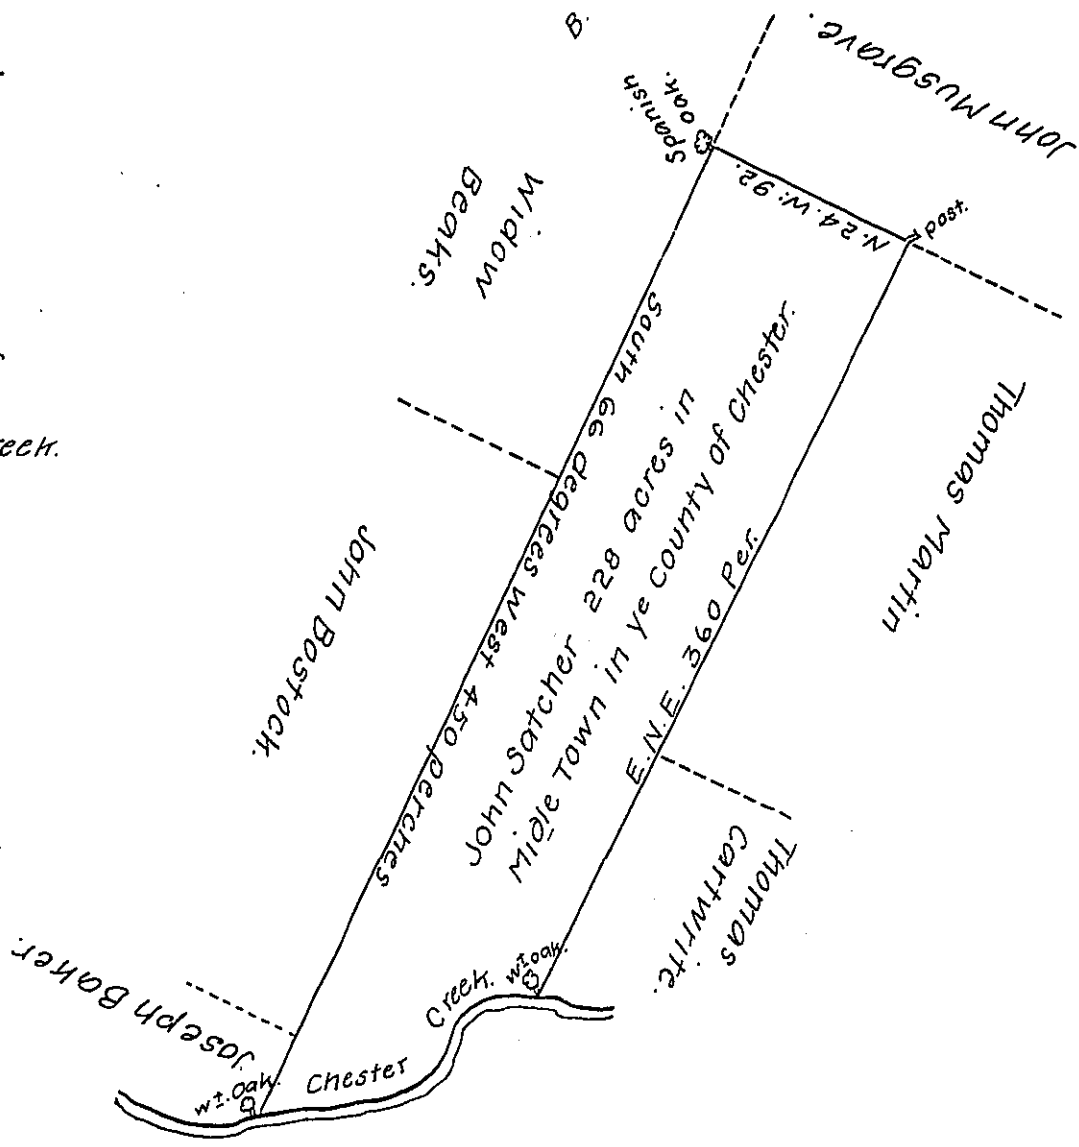 B.
John Musgrave.
Spanish
oak.
N. 24. W: 92.
post.
Widow
Beaks.
South 66 degrees West 450 perches
John Satcher 228 acres in
Midle Town in ye County of Chester.
E.N.E. 360 Per.
Thomas Martin
reek.
John Bostock.
Thomas
Cartwrite.
Joseph Baker.
wt. oak.
Creek.
wt. Oak.
Chester